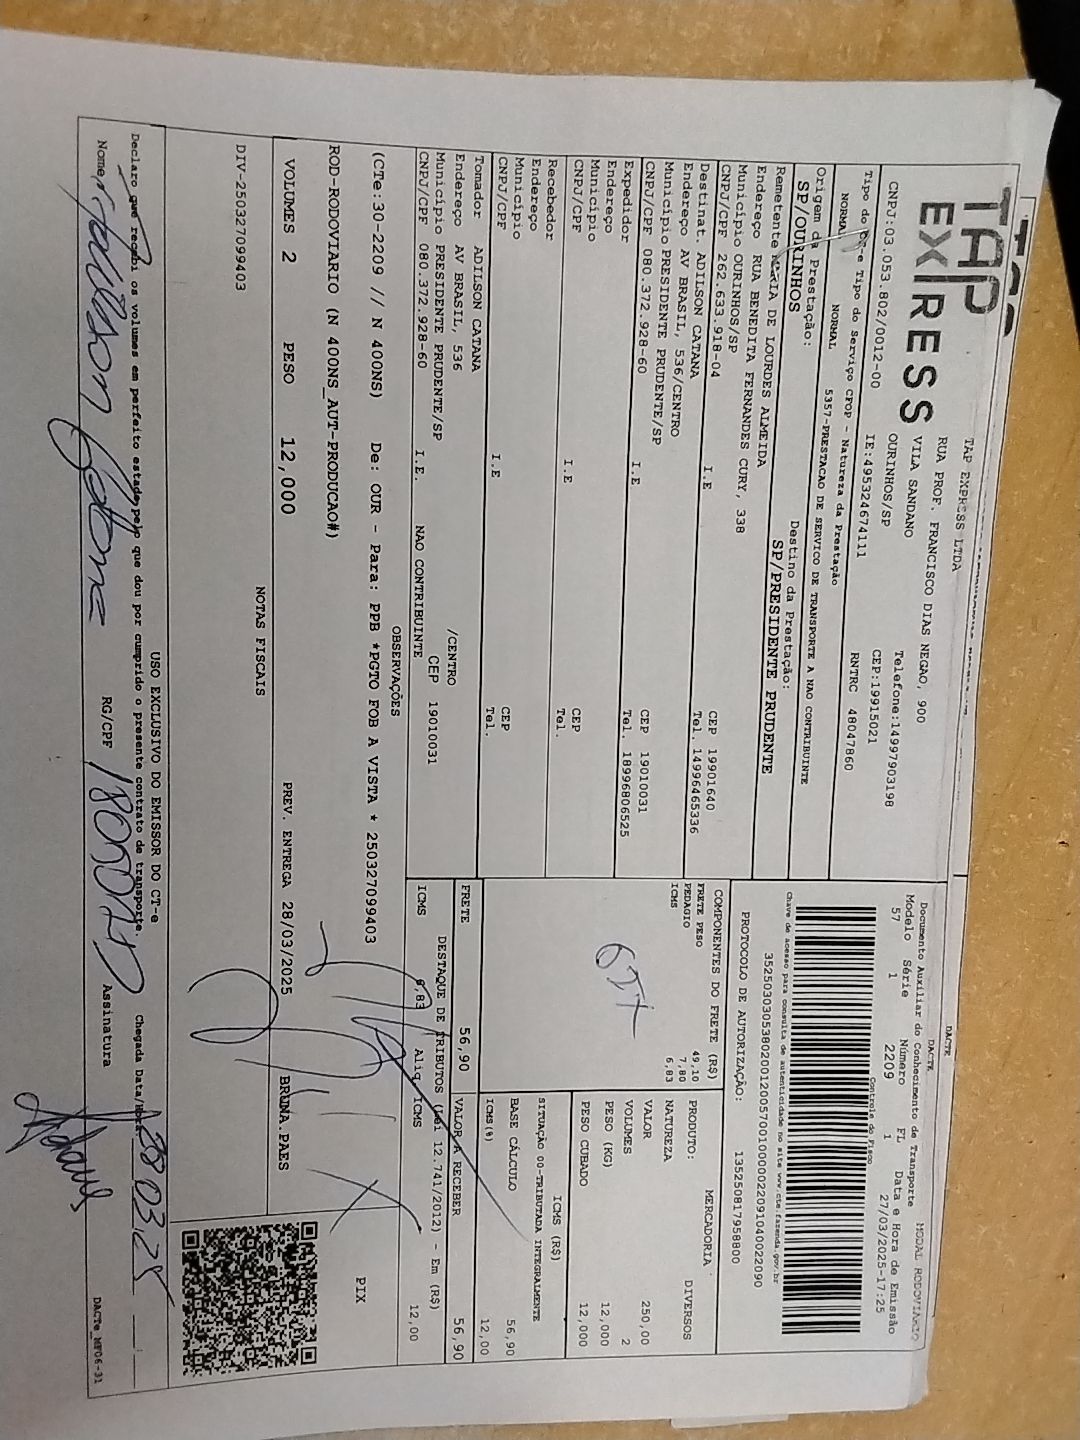 TAP
EXPRESS
TAP EXPRESS LTDA
RUA PROF. FRANCISCO DIAS NEGAO, 900
VILA SANDANO
OURINHOS/SP
Telefone:14997903198
CEP:19915021
CNPJ:03.053.802/0012-00
IE:495324674111
RNTRC 48047860
Tipo do Tipo do Serviço CFOP - Natureza da Prestação
NORMAL NORMAL 5357-PRESTACAO DE SERVICO DE TRANSPORTE A NAO CONTRIBUINTE
Origem da Prestação: Destino da Prestação:
SP/OURINHOS SP/PRESIDENTE PRUDENTE
Remetente MARIA DE LOURDES ALMEIDA
Endereço RUA BENEDITA FERNANDES CURY, 338
Município OURINHOS/SP CEP 19901640
CNPJ/CPF 262.633.918-04 I.E Tel. 14996465336
Destinat. ADILSON CATANA
Endereço AV BRASIL, 536/CENTRO
Município PRESIDENTE PRUDENTE/SP CEP 19010031
CNPJ/CPF 080.372.928-60 I.E Tel. 18996806525
Expedidor
Endereço
Município CEP
CNPJ/CPF I.E Tel.
Recebedor
Endereço
Município CEP
CNPJ/CPF I.E Tel.
Tomador ADILSON CATANA
Endereço AV BRASIL, 536 /CENTRO
Município PRESIDENTE PRUDENTE/SP CEP 19010031
CNPJ/CPF 080.372.928-60 I.E. NAO CONTRIBUINTE
DACTE
DACTE
Documento Auxiliar do Conhecimento de Transporte MODAL RODOVIÁRIO
Modelo Série Número FL Data e Hora de Emissão
57 1 2209 1 27/03/2025-17:25
Controle do Fisco
Chave de acesso para consulta de autenticidade no site www.cte.fazenda.gov.br
35250303053802001200570010000022091040022090
PROTOCOLO DE AUTORIZAÇÃO: 135250817958800
COMPONENTES DO FRETE (R$)
FRETE PESO 49,10
PEDAGIO 7,80
ICMS 6,83
MERCADORIA
PRODUTO: DIVERSOS
NATUREZA
VALOR 250,00
VOLUMES 2
PESO (KG) 12,000
PESO CUBADO 12,000
ICMS (R$)
SITUAÇÃO 00-TRIBUTADA INTEGRALMENTE
BASE CÁLCULO 56,90
ICMS(%) 12,00
FRETE 56,90 VALOR A RECEBER 56,90
DESTAQUE DE TRIBUTOS (Lei 12.741/2012) - Em (R$)
ICMS 6,83 Aliq ICMS 12,00
OBSERVAÇÕES
(CTe:30-2209 // N 400NS) De: OUR - Para: PPB *PGTO FOB A VISTA * 250327099403
ROD-RODOVIARIO (N 400NS_AUT-PRODUCAO#)
PIX
VOLUMES 2 PESO 12,000 PREV. ENTREGA 28/03/2025 BRUNA.PAES
NOTAS FISCAIS
DIV-250327099403
USO EXCLUSIVO DO EMISSOR DO CT-e
Declaro que recebi os volumes em perfeito estado pelo que dou por cumprido o presente contrato de transporte.
Nome Adilson Catana RG/CPF Assinatura Chegada Data/Hora 28 03 25
DACTe_MP06-31